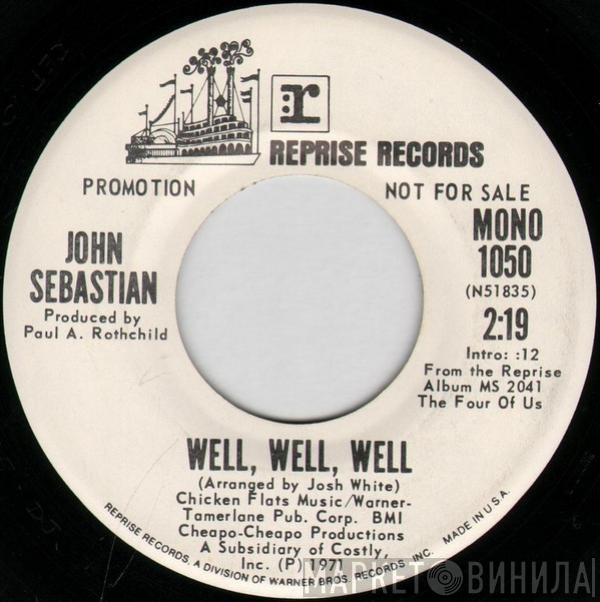 r
REPRISE RECORDS
PROMOTION
NOT FOR SALE
JOHN
SEBASTIAN
Produced by
Paul A. Rothchild
MONO
1050
(N51835)
2:19
Intro: :12
From the Reprise
Album MS 2041
The Four Of Us
WELL, WELL, WELL
(Arranged by Josh White)
Chicken Flats Music/Warner-
Tamerlane Pub. Corp. BMI
Cheapo-Cheapo Productions
A Subsidiary of Costly,
Inc. (P) 1971
REPRISE RECORDS, A DIVISION OF WARNER BROS. RECORDS, INC. MADE IN U.S.A.
МАРКЕТ ВИНИЛА!